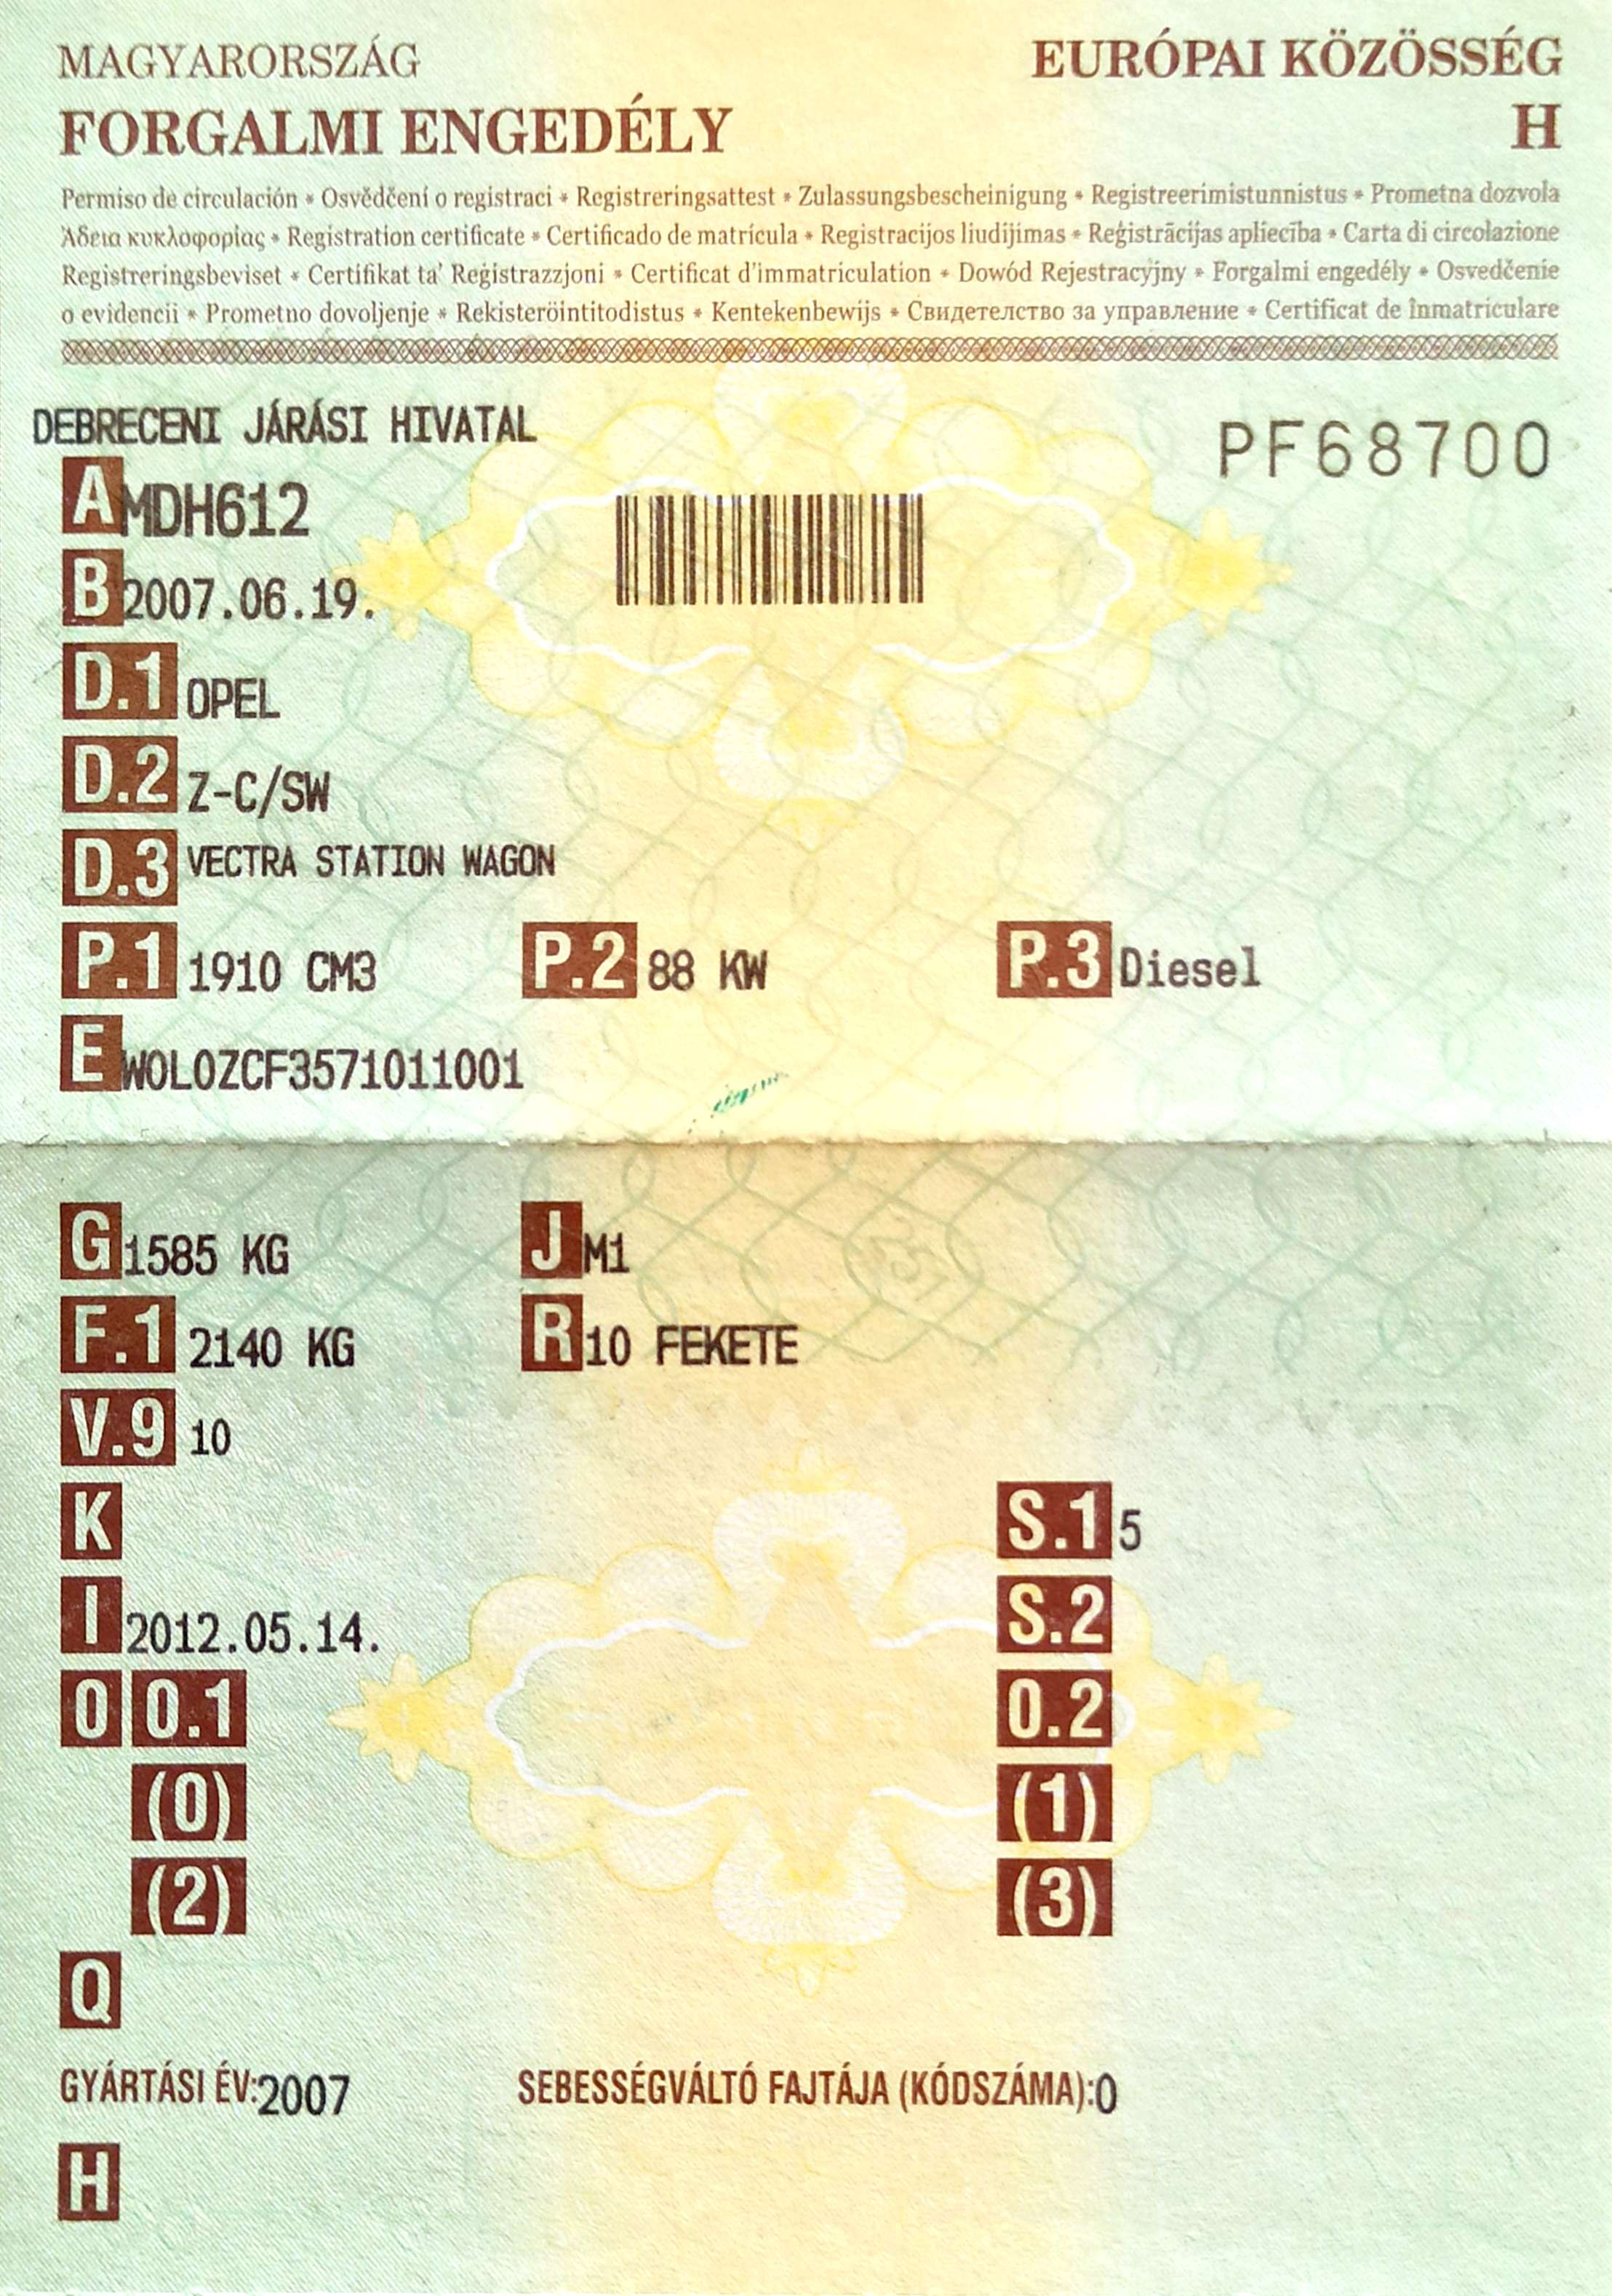 MAGYARORSZÁG EURÓPAI KÖZÖSSÉG
FORGALMI ENGEDÉLY H
Permiso de circulación * Osvědčení o registraci * Registreringsattest * Zulassungsbescheinigung * Registreerimistunnistus * Prometna dozvola
Άδεια κυκλοφορίας * Registration certificate * Certificado de matrícula * Registracijos liudijimas * Reģistrācijas apliecība * Carta di circolazione
Registreringsbeviset * Certifikat ta' Reġistrazzjoni * Certificat d'immatriculation * Dowód Rejestracyjny * Forgalmi engedély * Osvedčenie
o evidencii * Prometno dovoljenje * Rekisteröintitodistus * Kentekenbewijs * Свидетелство за управление * Certificat de înmatriculare
DEBRECENI JÁRÁSI HIVATAL PF68700
A MDH612
B 2007.06.19.
D.1 OPEL
D.2 Z-C/SW
D.3 VECTRA STATION WAGON
P.1 1910 CM3 P.2 88 KW P.3 Diesel
E W0L0ZCF3571011001
G 1585 KG J M1
F.1 2140 KG R 10 FEKETE
V.9 10
K S.1 5
I 2012.05.14. S.2
O O.1 O.2
(0) (1)
(2) (3)
Q
GYÁRTÁSI ÉV:2007 SEBESSÉGVÁLTÓ FAJTÁJA (KÓDSZÁMA):0
H